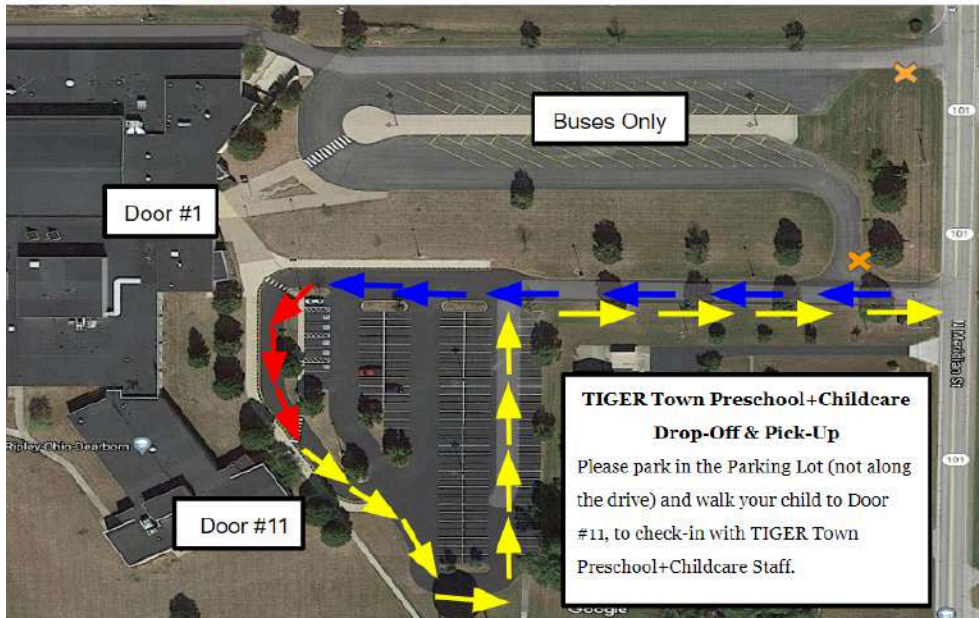 Buses Only
101
Door #1
101
N Meridian St
TIGER Town Preschool+Childcare
Drop-Off & Pick-Up
Please park in the Parking Lot (not along
the drive) and walk your child to Door
#11, to check-in with TIGER Town
Preschool+Childcare Staff.
Ripley-Ohio-Dearborn
101
Door #11
Google